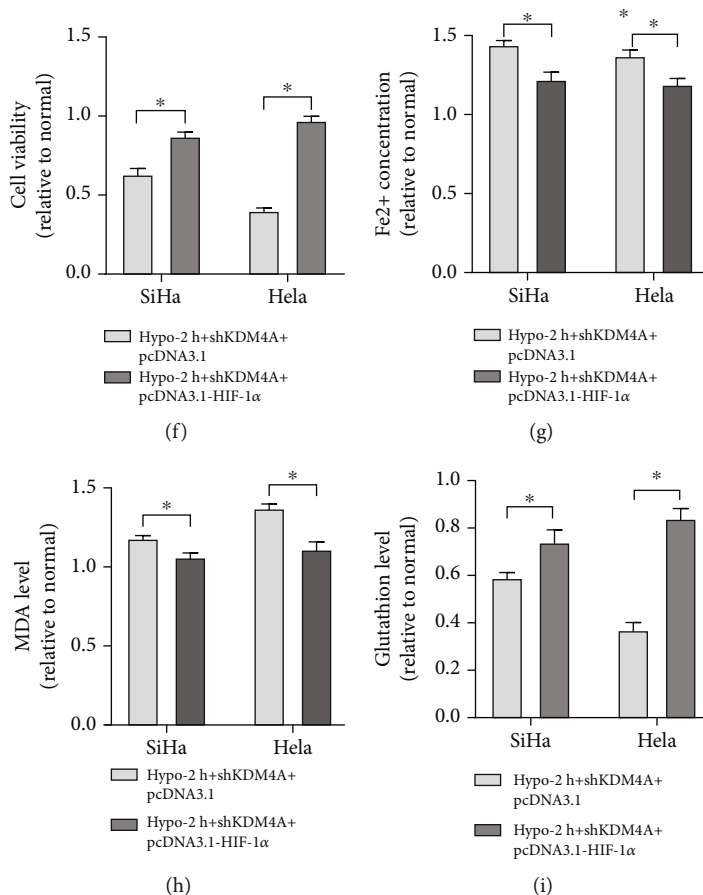 Cell viability
(relative to normal)
1.5
1.0
0.5
0.0
*
*
SiHa
Hela
Hypo-2 h+shKDM4A+
pcDNA3.1
Hypo-2 h+shKDM4A+
pcDNA3.1-HIF-1α
(f)
Fe2+ concentration
(relative to normal)
1.5
1.0
0.5
0.0
*
*
*
SiHa
Hela
Hypo-2 h+shKDM4A+
pcDNA3.1
Hypo-2 h+shKDM4A+
pcDNA3.1-HIF-1α
(g)
MDA level
(relative to normal)
1.5
1.0
0.5
0.0
*
*
SiHa
Hela
Hypo-2 h+shKDM4A+
pcDNA3.1
Hypo-2 h+shKDM4A+
pcDNA3.1-HIF-1α
(h)
Glutathion level
(relative to normal)
1.0
0.8
0.6
0.4
0.2
0.0
*
*
SiHa
Hela
Hypo-2 h+shKDM4A+
pcDNA3.1
Hypo-2 h+shKDM4A+
pcDNA3.1-HIF-1α
(i)